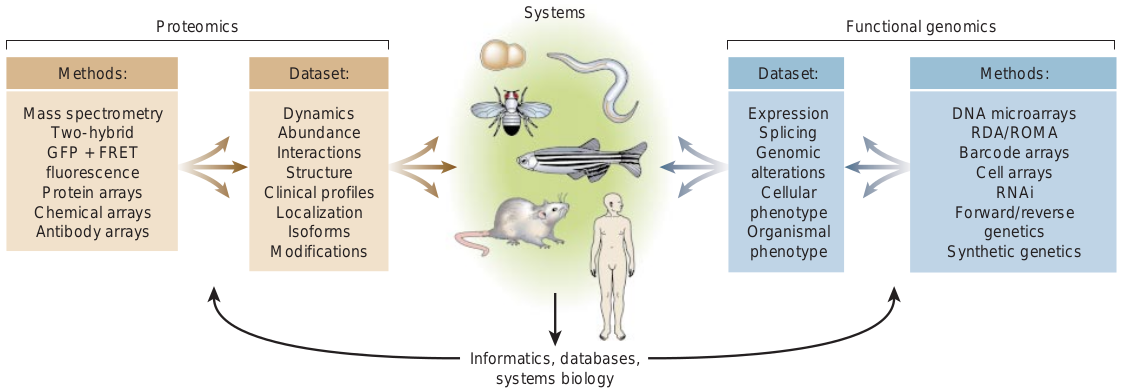 Systems
Proteomics
Functional genomics
Methods:
Mass spectrometry
Two-hybrid
GFP + FRET
fluorescence
Protein arrays
Chemical arrays
Antibody arrays
Dataset:
Dynamics
Abundance
Interactions
Structure
Clinical profiles
Localization
Isoforms
Modifications
Dataset:
Expression
Splicing
Genomic
alterations
Cellular
phenotype
Organismal
phenotype
Methods:
DNA microarrays
RDA/ROMA
Barcode arrays
Cell arrays
RNAi
Forward/reverse
genetics
Synthetic genetics
Informatics, databases,
systems biology